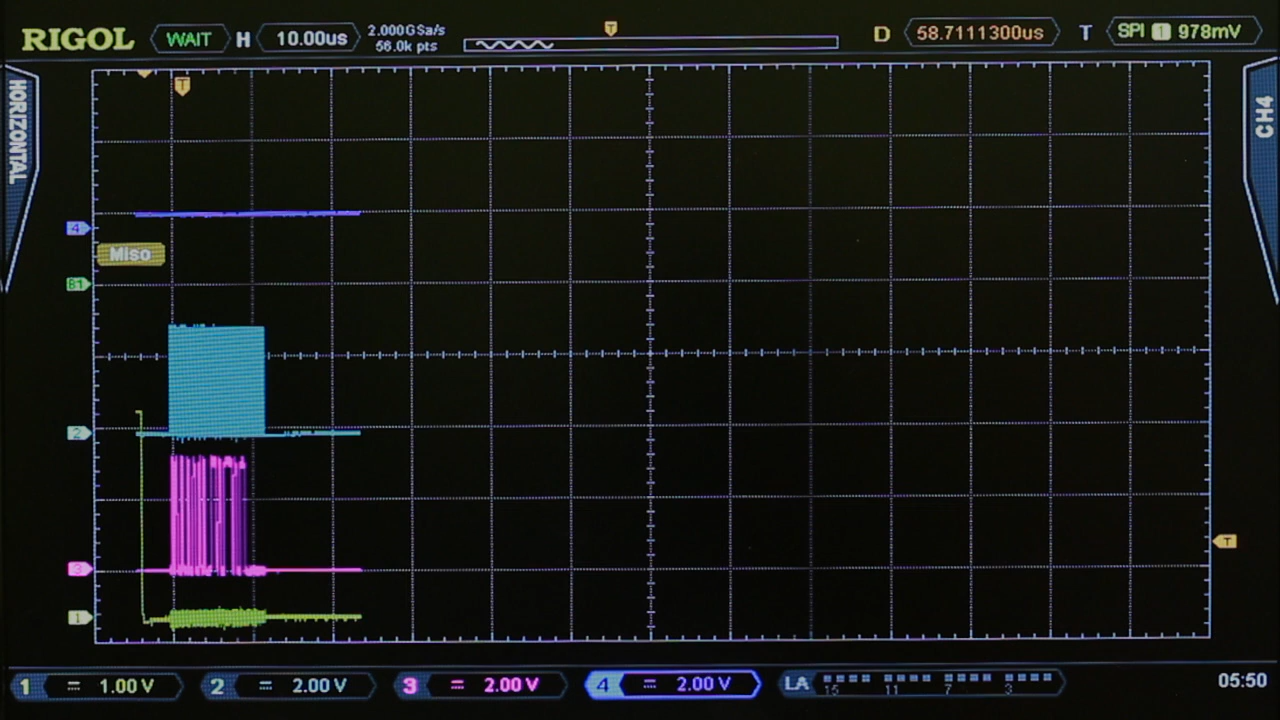 RIGOL WAIT H 10.00us 2.000GSa/s D 58.7111300us T SPI 1 978mV
56.0k pts
T
T
HORIZONTAL
CH4
4
Miso
B1
2
3
T
1
1 1.00 V 2 2.00 V 3 2.00 V 4 2.00 V LA 15 11 7 3 05:50